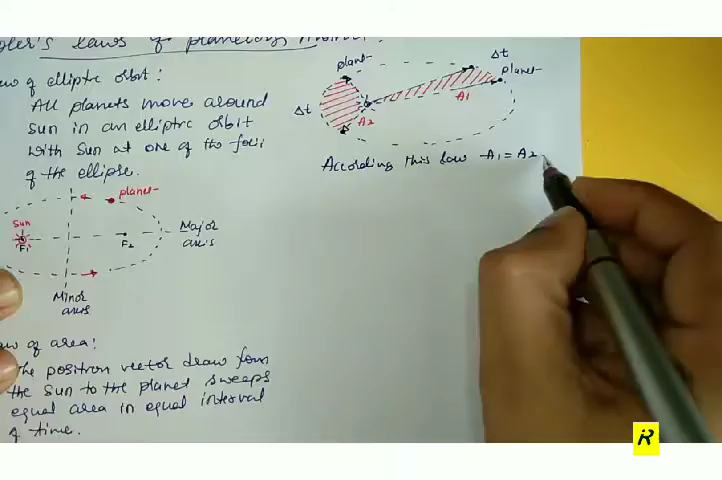 Kepler's laws of planetary motion:
Law of elliptic orbit:
All planets move around
Sun in an elliptic orbit
with Sun at one of the foci
of the ellipse.
planet
Sun
F1
F2
Major
axis
Minor
axis
Law of area:
The position vector draw from
the Sun to the planet sweeps
equal area in equal interval
of time.
planet
Δt
planet
Δt
A1
A2
According this law A1 = A2
R